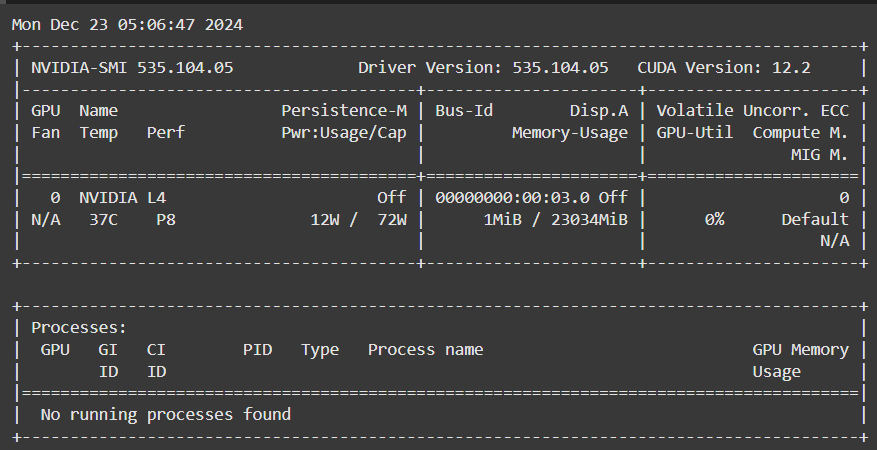 Mon Dec 23 05:06:47 2024
+---------------------------------------------------------------------------------------+
| NVIDIA-SMI 535.104.05             Driver Version: 535.104.05   CUDA Version: 12.2     |
|-----------------------------------------+----------------------+----------------------+
| GPU  Name                 Persistence-M | Bus-Id        Disp.A | Volatile Uncorr. ECC |
| Fan  Temp   Perf          Pwr:Usage/Cap |         Memory-Usage | GPU-Util  Compute M. |
|                                         |                      |               MIG M. |
|=========================================+======================+======================|
|   0  NVIDIA L4                      Off | 00000000:00:03.0 Off |                    0 |
| N/A   37C    P8             12W /  72W |      1MiB / 23034MiB |      0%      Default |
|                                         |                      |                  N/A |
+-----------------------------------------+----------------------+----------------------+

+---------------------------------------------------------------------------------------+
| Processes:                                                                            |
|  GPU   GI   CI        PID   Type   Process name                            GPU Memory |
|        ID   ID                                                             Usage      |
|=======================================================================================|
|  No running processes found                                                           |
+---------------------------------------------------------------------------------------+